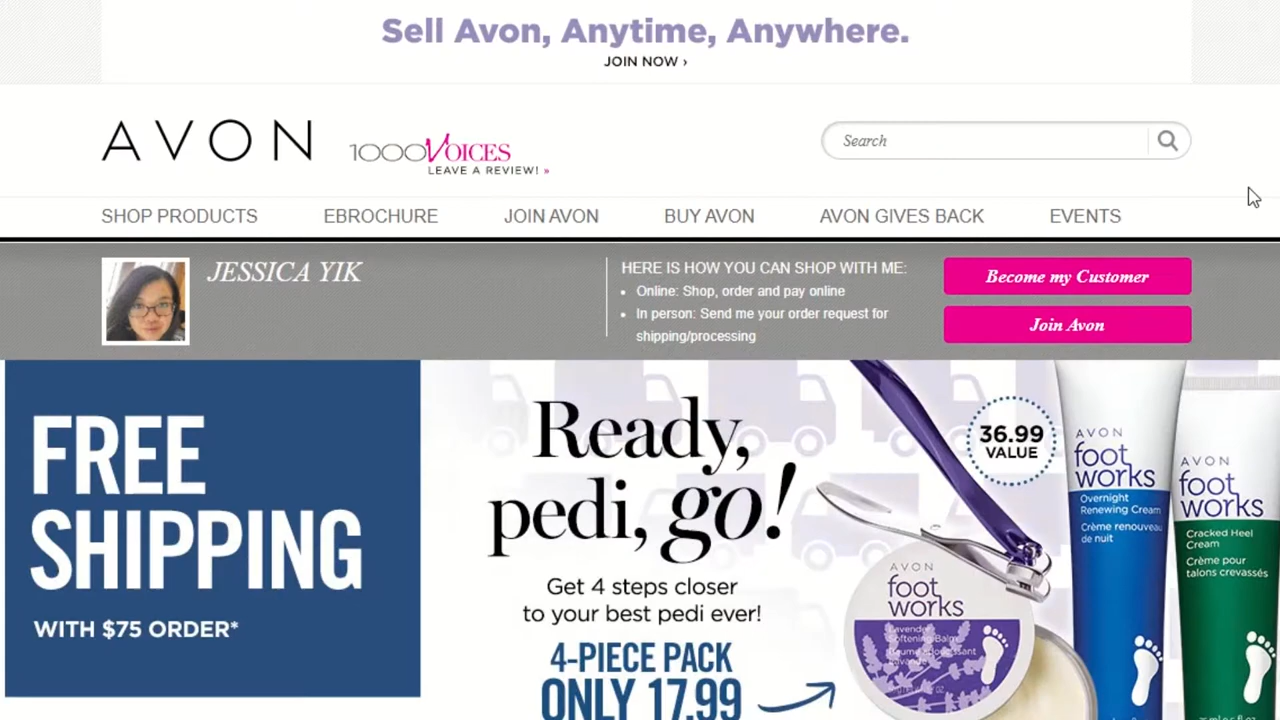 Sell Avon, Anytime, Anywhere.
JOIN NOW ›
AVON
1000VOICES
LEAVE A REVIEW! »
Search
SHOP PRODUCTS
EBROCHURE
JOIN AVON
BUY AVON
AVON GIVES BACK
EVENTS
JESSICA YIK
HERE IS HOW YOU CAN SHOP WITH ME:
• Online: Shop, order and pay online
• In person: Send me your order request for
shipping/processing
Become my Customer
Join Avon
FREE
SHIPPING
WITH $75 ORDER*
Ready,
pedi, go!
Get 4 steps closer
to your best pedi ever!
4-PIECE PACK
ONLY 17.99
36.99
VALUE
AVON
foot
works
Lavender
Softening Balm
AVON
foot
works
Overnight
Renewing Cream
Crème renouveau
de nuit
AVON
foot
works
Cracked Heel
Cream
Crème pour
talons crevassés